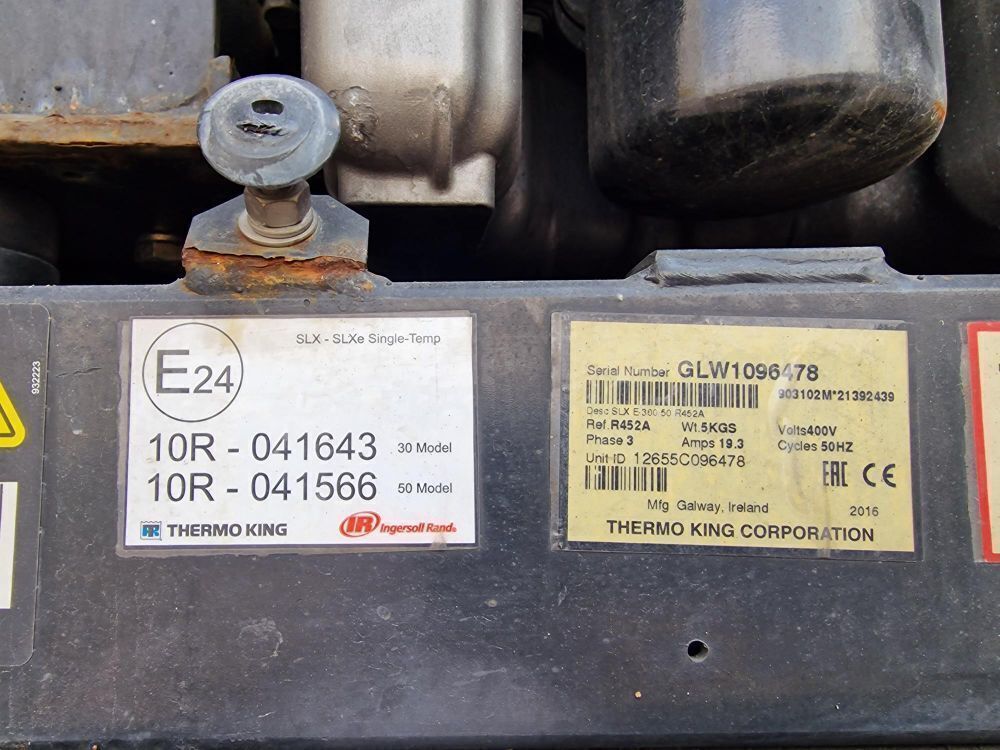 932223
E24
SLX - SLXe Single-Temp
10R - 041643 30 Model
10R - 041566 50 Model
THERMO KING IR Ingersoll Rand®
Serial Number GLW1096478
903102M*21392439
Desc SLX E-300 50 R452A
Ref.R452A Wt.5KGS Volts400V
Phase 3 Amps 19.3 Cycles 50HZ
Unit ID 12655C096478
EAC CE
Mfg Galway, Ireland 2016
THERMO KING CORPORATION